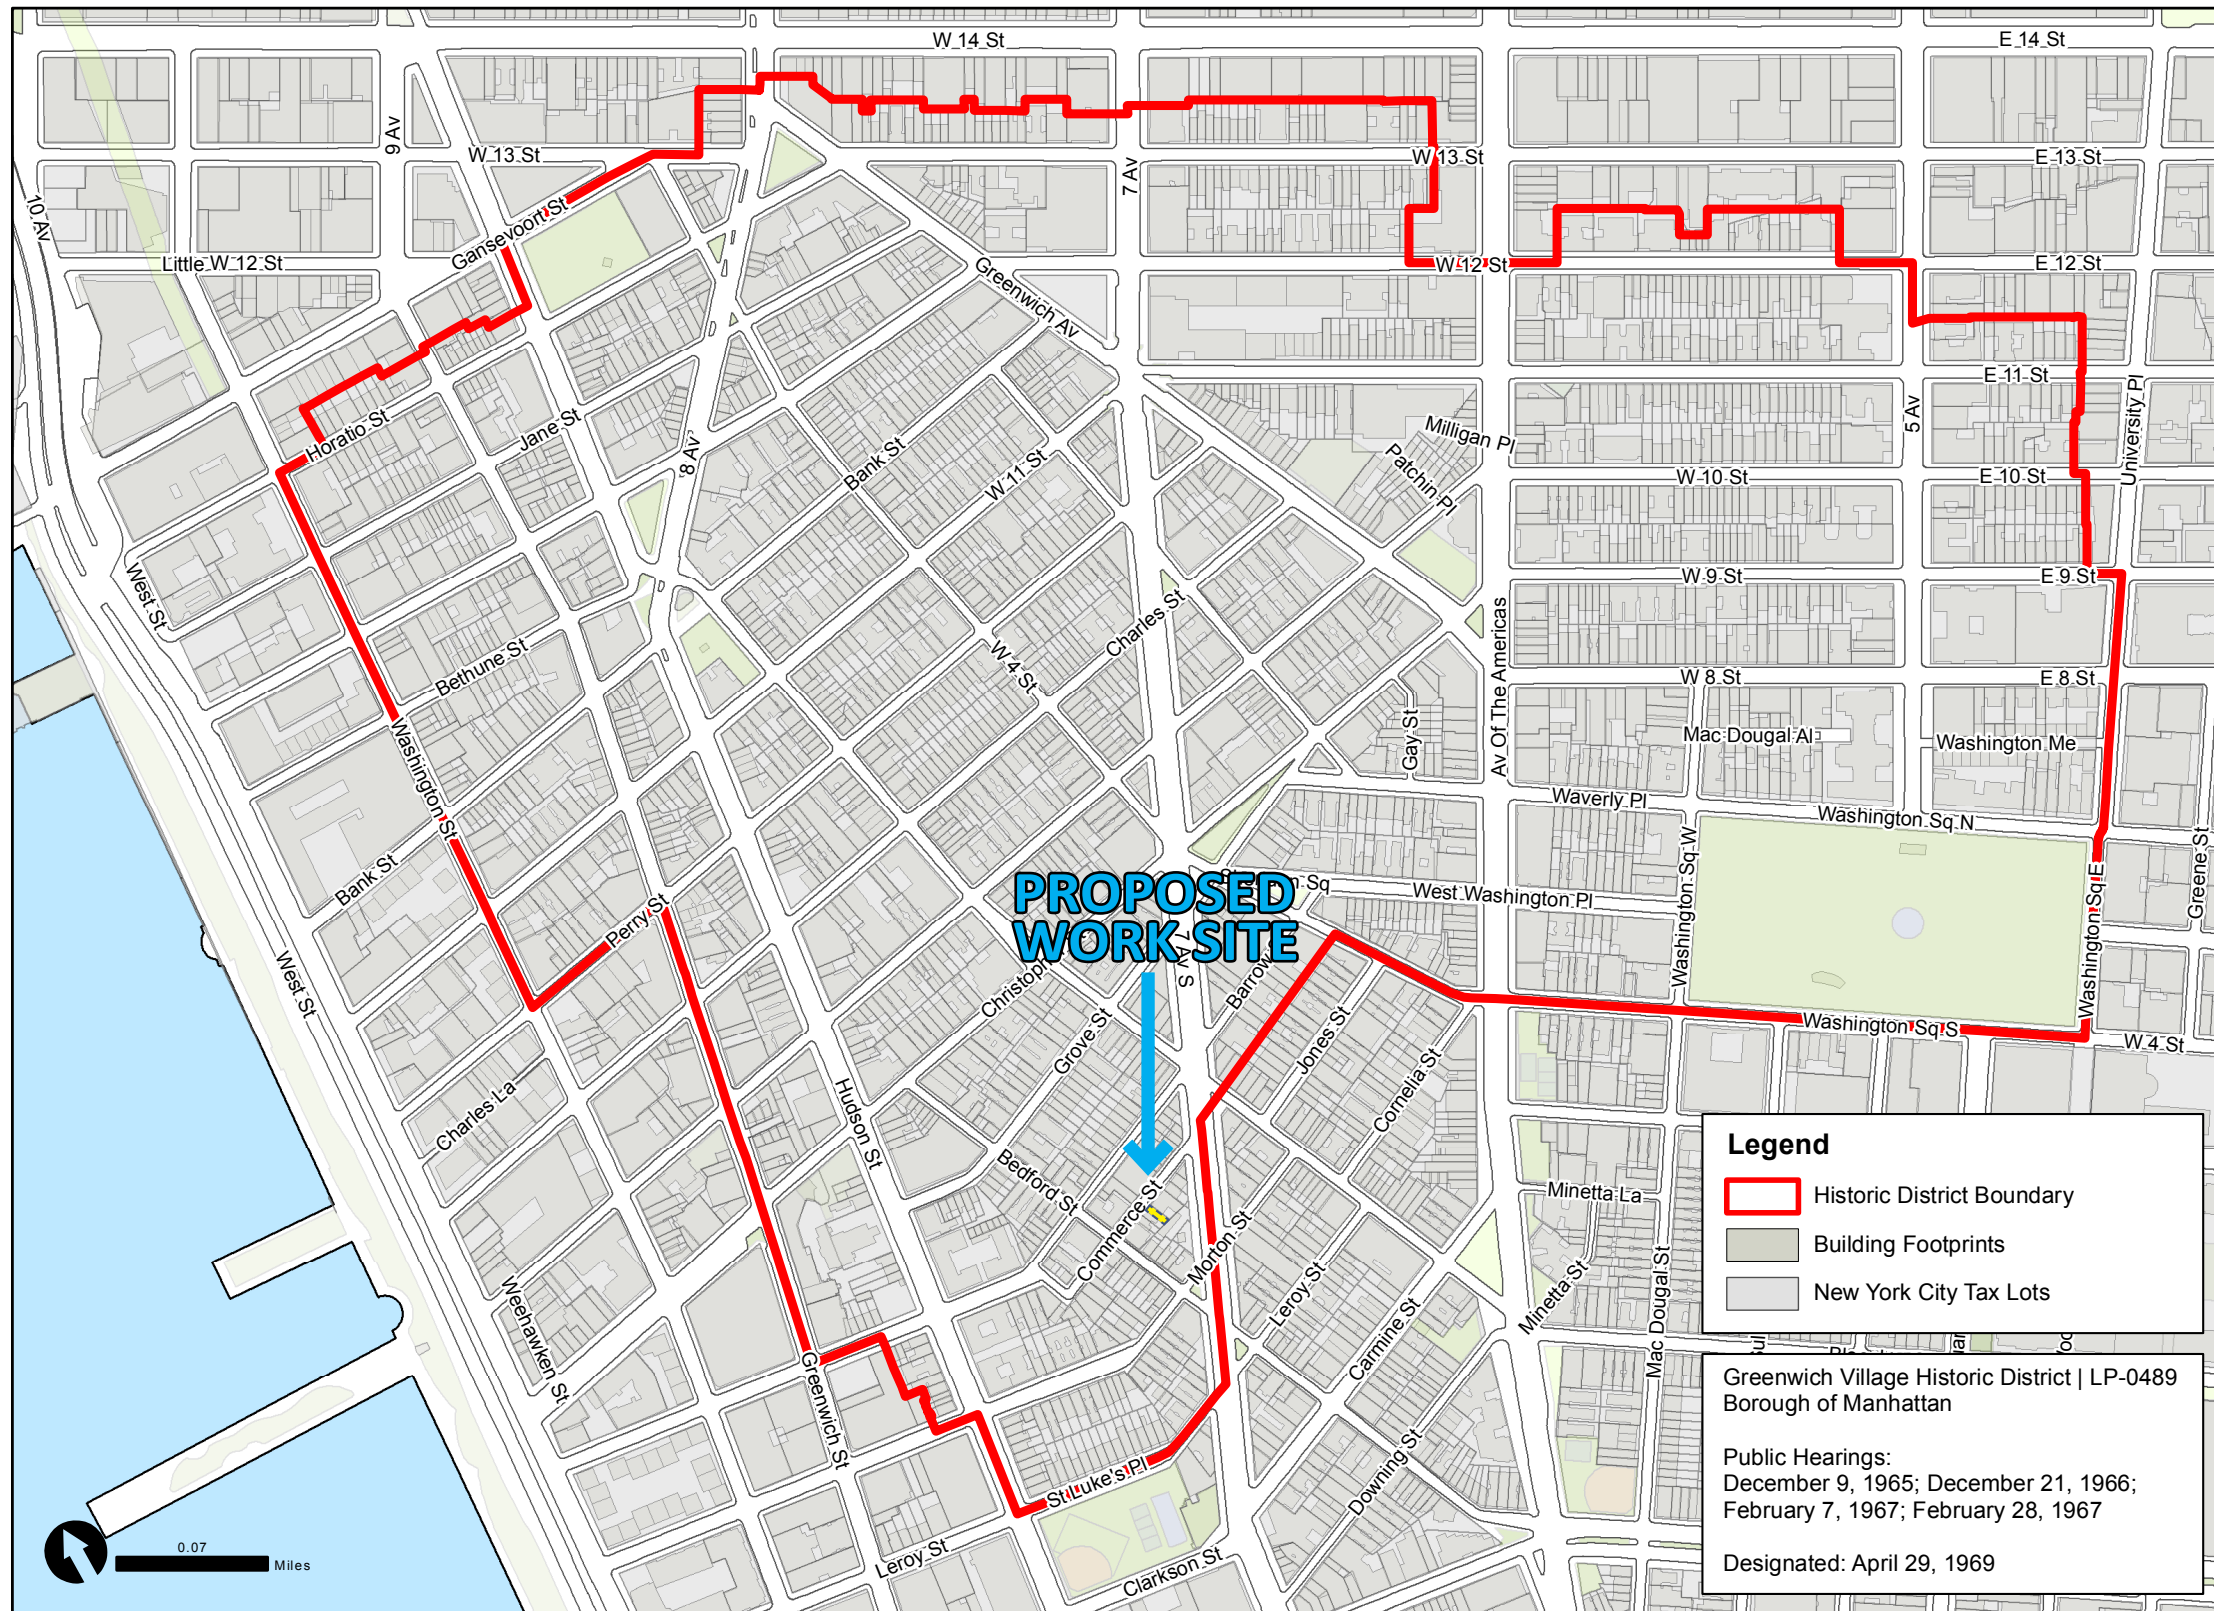 W 14 St
E 14 St
9 Av
W 13 St
W 13 St
E 13 St
7 Av
10 Av
Gansevoort St
Little W 12 St
Greenwich Av
W 12 St
E 12 St
E 11 St
5 Av
University Pl
Horatio St
Jane St
8 Av
Bank St
W 11 St
Milligan Pl
Patchin Pl
W 10 St
E 10 St
West St
W 9 St
E 9 St
Charles St
Av Of The Americas
Bethune St
W 4 St
W 8 St
E 8 St
Gay St
Mac Dougal Al
Washington Me
Washington St
Waverly Pl
Washington Sq N
Washington Sq W
Greene St
Bank St
Perry St
PROPOSED
WORK SITE
West Washington Pl
Washington Sq E
West St
7 Av S
Barrow
Christoph
Washington Sq S
W 4 St
Grove St
Jones St
Cornelia St
Charles La
Hudson St
Bedford St
Commerce St
Morton St
Minetta La
Weehawken St
Leroy St
Minetta St
Mac Dougal St
Carmine St
Greenwich St
St Luke's Pl
Downing St
Leroy St
Clarkson St
0.07
Miles
Legend
Historic District Boundary
Building Footprints
New York City Tax Lots
Greenwich Village Historic District | LP-0489
Borough of Manhattan
Public Hearings:
December 9, 1965; December 21, 1966;
February 7, 1967; February 28, 1967
Designated: April 29, 1969